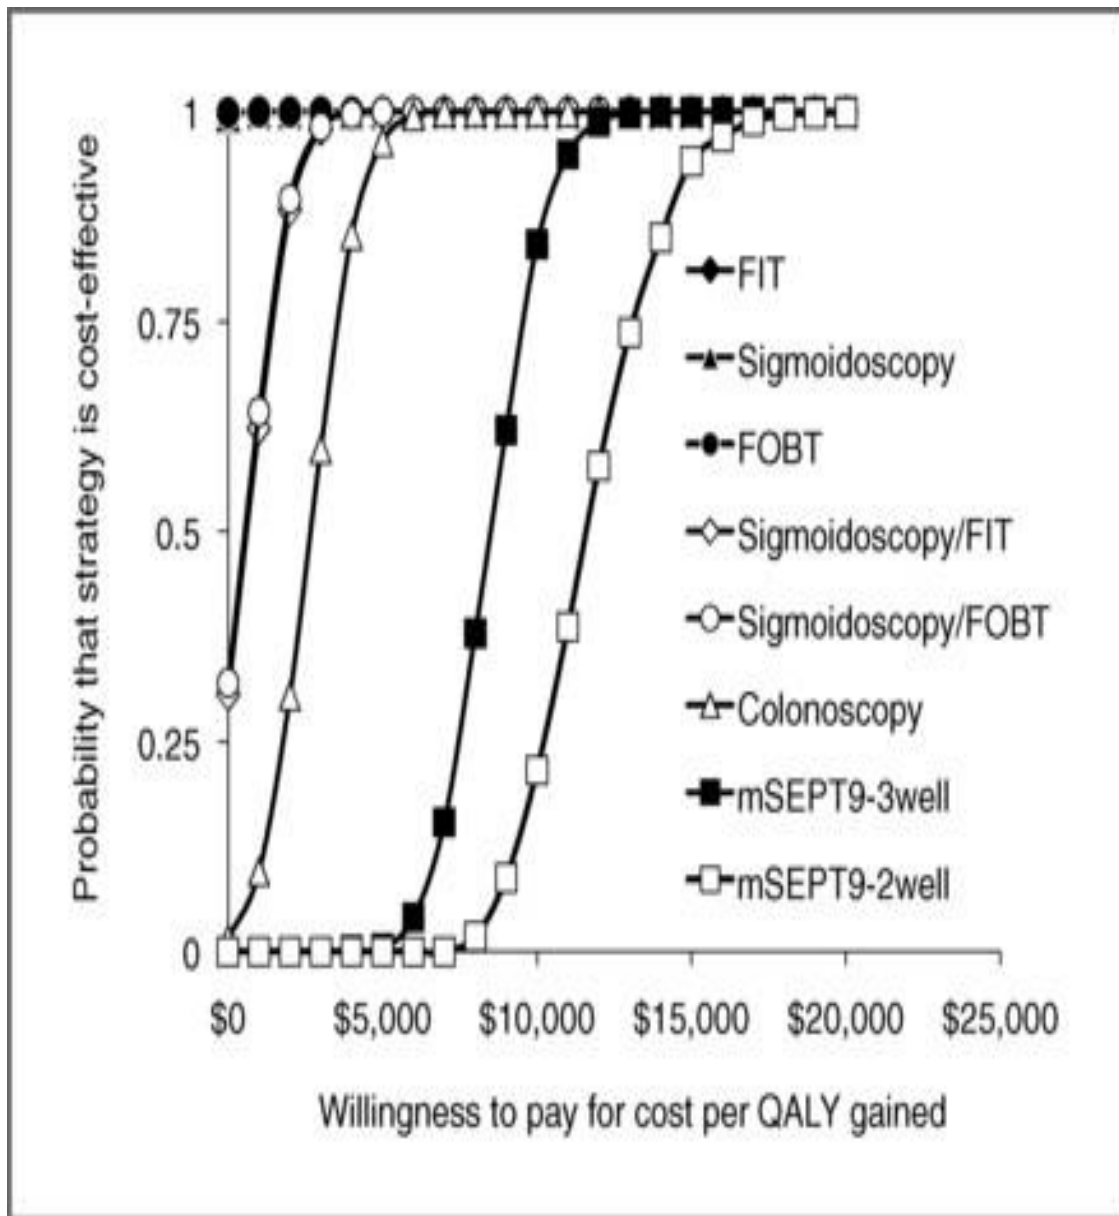 Probability that strategy is cost-effective
1
0.75
0.5
0.25
0
FIT
Sigmoidoscopy
FOBT
Sigmoidoscopy/FIT
Sigmoidoscopy/FOBT
Colonoscopy
mSEPT9-3well
mSEPT9-2well
$0 $5,000 $10,000 $15,000 $20,000 $25,000
Willingness to pay for cost per QALY gained